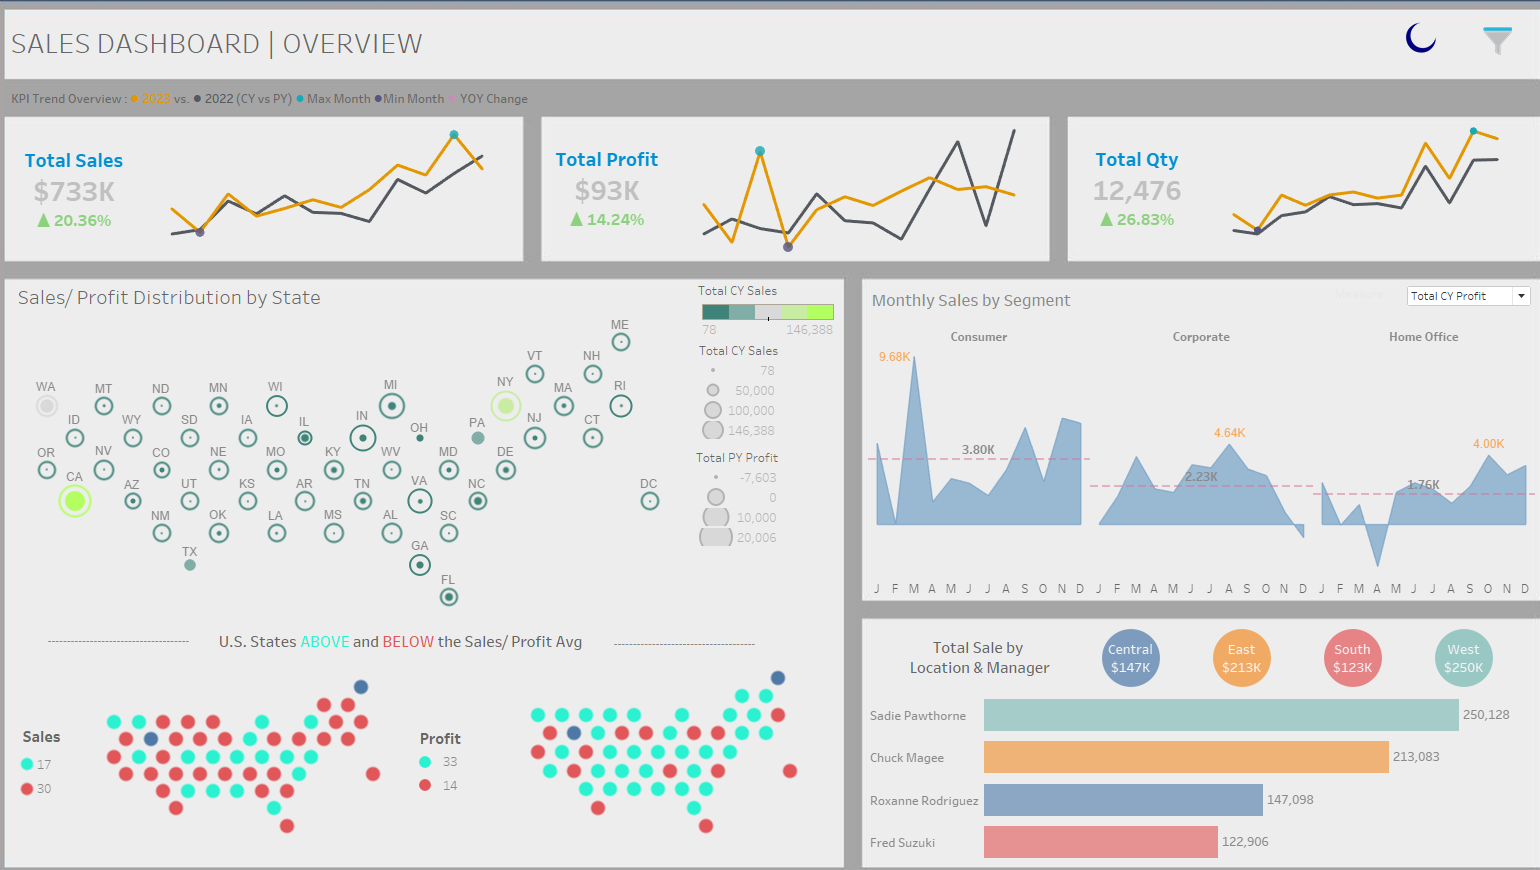 SALES DASHBOARD | OVERVIEW
KPI Trend Overview : 2023 vs. 2022 (CY vs PY) Max Month Min Month YOY Change
Total Sales
$733K
20.36%
Total Profit
$93K
14.24%
Total Qty
12,476
26.83%
Sales/ Profit Distribution by State
ME
VT NH
WA MT ND MN WI MI NY MA RI
ID WY SD IA IL IN OH PA NJ CT
OR NV CO NE MO KY WV MD DE
CA AZ UT KS AR TN VA NC DC
NM OK LA MS AL SC
TX GA
FL
Total CY Sales
78 146,388
Total CY Sales
78
50,000
100,000
146,388
Total PY Profit
-7,603
0
10,000
20,006
U.S. States ABOVE and BELOW the Sales/ Profit Avg
Sales
17
30
Profit
33
14
Monthly Sales by Segment
Total CY Profit
Consumer Corporate Home Office
9.68K
3.80K
4.64K
2.23K
4.00K
1.76K
J F M A M J J A S O N D J F M A M J J A S O N D J F M A M J J A S O N D
Total Sale by
Location & Manager
Central
$147K
East
$213K
South
$123K
West
$250K
Sadie Pawthorne 250,128
Chuck Magee 213,083
Roxanne Rodriguez 147,098
Fred Suzuki 122,906